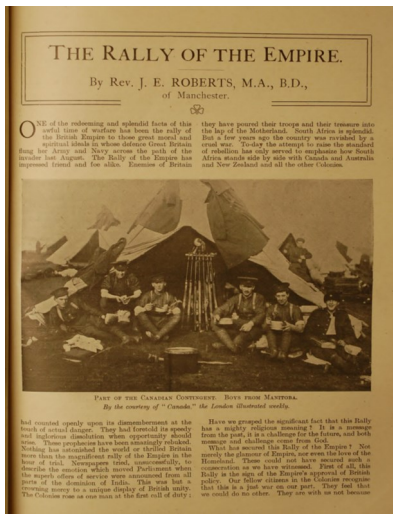 THE RALLY OF THE EMPIRE.
By Rev. J. E. ROBERTS, M.A., B.D.,
of Manchester.
ONE of the redeeming and splendid facts of this
awful time of warfare has been the rally of
the British Empire to those great moral and
spiritual ideals in whose defence Great Britain
flung her Army and Navy across the path of the
invader last August. The Rally of the Empire has
impressed friend and foe alike. Enemies of Britain
had counted openly upon its dismemberment at the
touch of actual danger. They had foretold its speedy
and inglorious dissolution when opportunity should
arise. These prophecies have been amazingly rebuked.
Nothing has astonished the world or thrilled Britain
more than the magnificent rally of the Empire in the
hour of trial. Newspapers tried, unsuccessfully, to
describe the emotion which moved Parliament when
the superb offers of service were announced from all
parts of the dominion of India. This was but a
crowning mercy to a unique display of British unity.
The Colonies rose as one man at the first call of duty;
they have poured their troops and their treasure into
the lap of the Motherland. South Africa is splendid.
But a few years ago the country was ravished by a
cruel war. To-day the attempt to raise the standard
of rebellion has only served to emphasize how South
Africa stands side by side with Canada and Australia
and New Zealand and all the other Colonies.
PART OF THE CANADIAN CONTINGENT. BOYS FROM MANITOBA.
By the courtesy of "Canada," the London illustrated weekly.
Have we grasped the significant fact that this Rally
has a mighty religious meaning? It is a message
from the past, it is a challenge for the future, and both
message and challenge come from God.
What has secured this Rally of the Empire? Not
merely the glamour of Empire, nor even the love of the
Homeland. These could not have secured such a
consecration as we have witnessed. First of all, this
Rally is the sign of the Empire's approval of British
policy. Our fellow citizens in the Colonies recognise
that this is a just war on our part. They feel that
we could do no other. They are with us not because